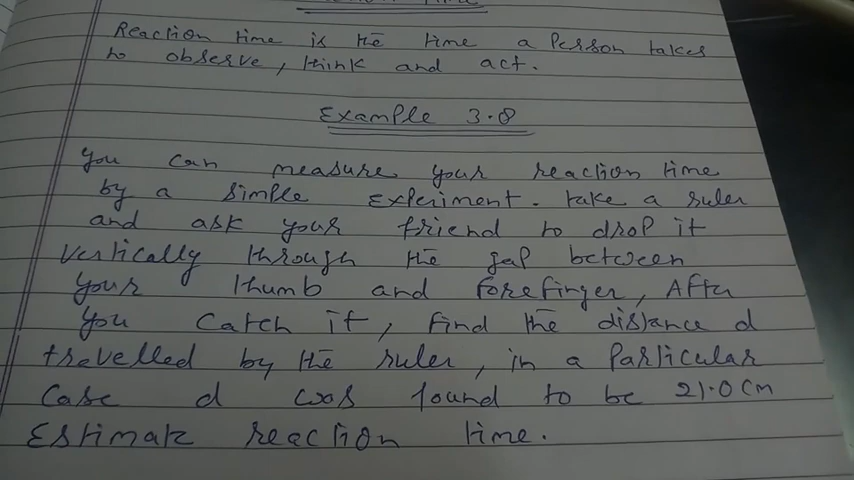 Reaction time is the time a Person takes
to observe, think and act.
Example 3.8
You can measure your reaction time
by a simple experiment. take a ruler
and ask your friend to drop it
vertically through the gap between
your thumb and forefinger, After
you catch it, find the distance d
travelled by the ruler, in a Particular
case d was found to be 21.0 cm
Estimate reaction time.